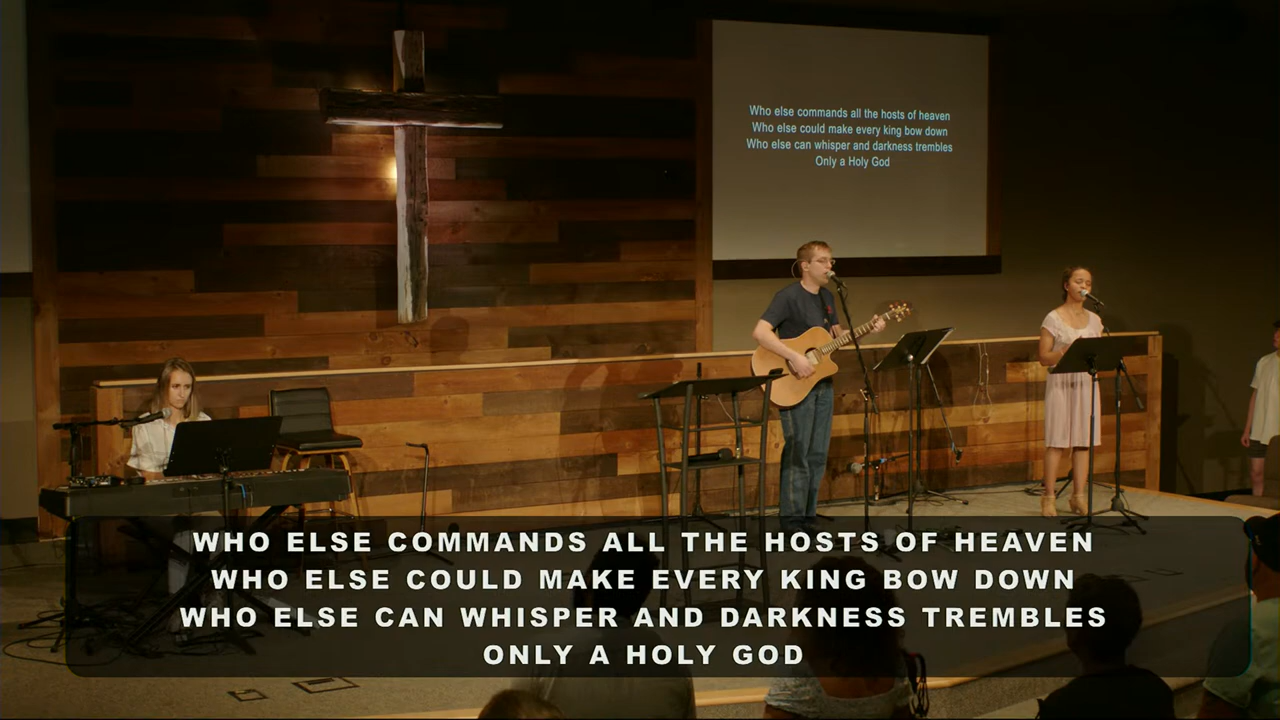 Who else commands all the hosts of heaven
Who else could make every king bow down
Who else can whisper and darkness trembles
Only a Holy God
WHO ELSE COMMANDS ALL THE HOSTS OF HEAVEN
WHO ELSE COULD MAKE EVERY KING BOW DOWN
WHO ELSE CAN WHISPER AND DARKNESS TREMBLES
ONLY A HOLY GOD